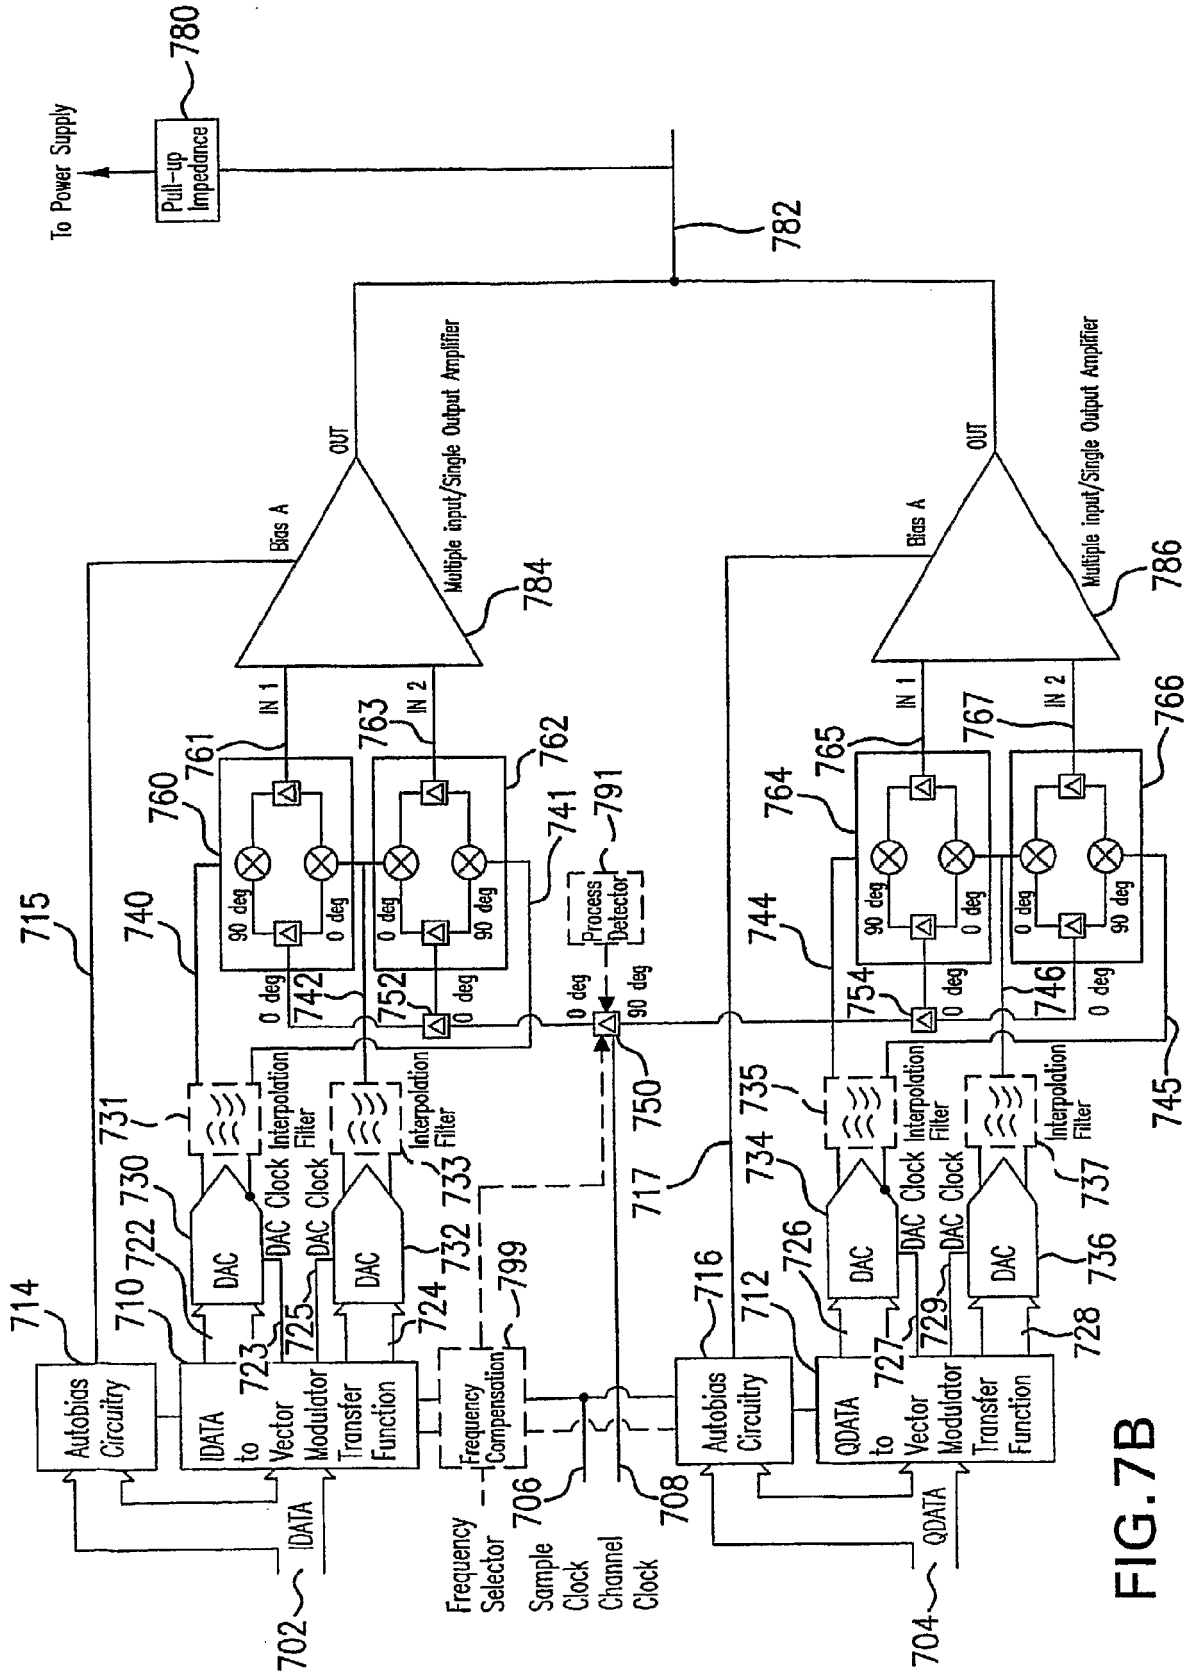 702
IDATA
714
Autobias
Circuitry
715
710
IDATA
to
Vector
Modulator
Transfer
Function
722
723
725
724
730
DAC
DAC Clock
DAC Clock
732
DAC
731
Interpolation
Filter
733
Interpolation
Filter
740
742
741
0 deg
752
0 deg
760
90 deg
0 deg
761
IN 1
762
0 deg
90 deg
763
IN 2
Bias A
OUT
Multiple input/Single Output Amplifier
784
To Power Supply
Pull-up
Impedance
780
782
Frequency
Selector
Frequency
Compensation
799
Sample
Clock
706
Channel
Clock
708
750
0 deg
90 deg
Process
Detector
791
704
QDATA
716
Autobias
Circuitry
717
712
QDATA
to
Vector
Modulator
Transfer
Function
726
727
729
728
734
DAC
DAC Clock
DAC Clock
736
DAC
735
Interpolation
Filter
737
Interpolation
Filter
744
746
745
754
0 deg
0 deg
764
90 deg
0 deg
765
IN 1
766
0 deg
90 deg
767
IN 2
Bias A
OUT
Multiple input/Single Output Amplifier
786
FIG.7B